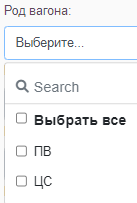 Род вагона:
Выберите...
Search
Выбрать все
ПВ
ЦС